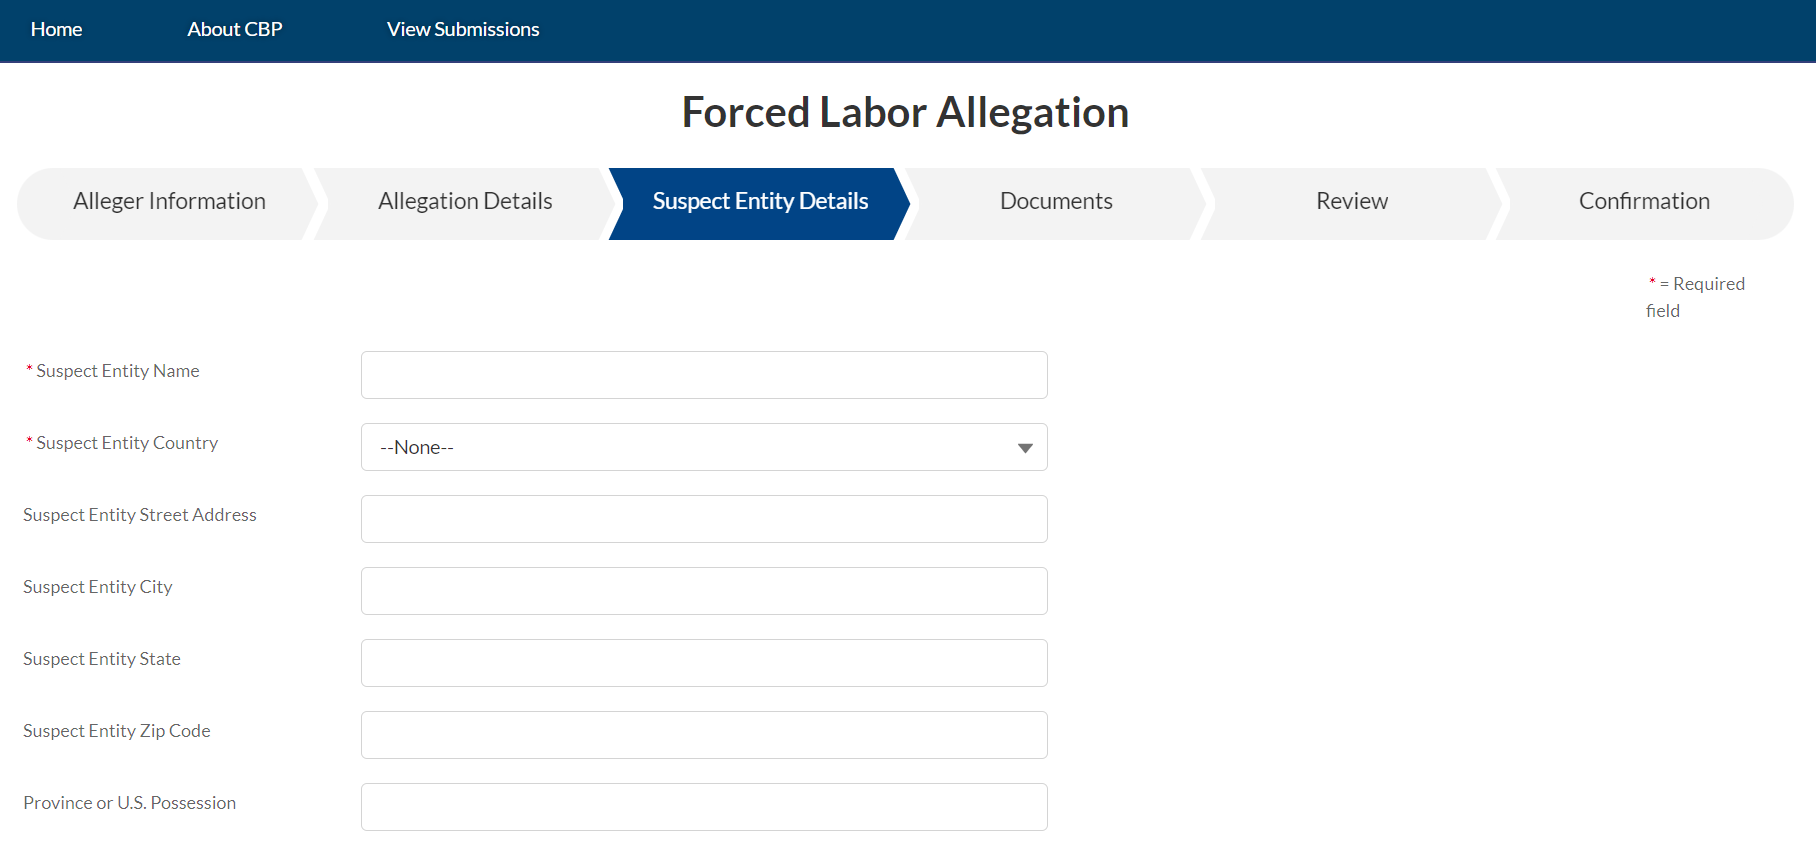 Home About CBP View Submissions
Forced Labor Allegation
Alleger Information Allegation Details Suspect Entity Details Documents Review Confirmation
* = Required
field
* Suspect Entity Name
* Suspect Entity Country --None--
Suspect Entity Street Address
Suspect Entity City
Suspect Entity State
Suspect Entity Zip Code
Province or U.S. Possession